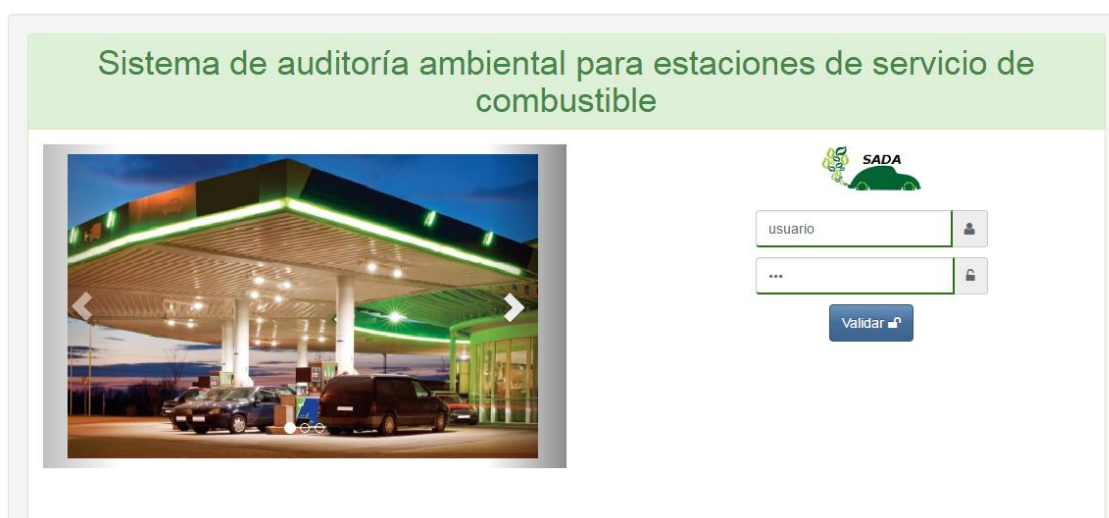 Sistema de auditoría ambiental para estaciones de servicio de
combustible
SADA
usuario
•••
Validar